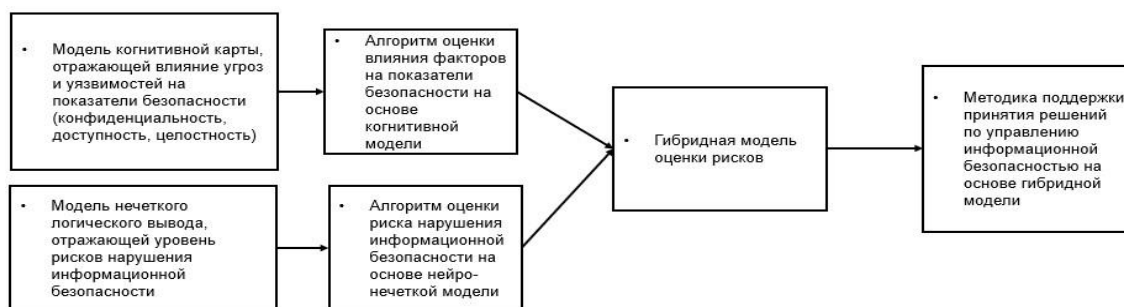 • Модель когнитивной карты,
отражающей влияние угроз
и уязвимостей на
показатели безопасности
(конфиденциальность,
доступность, целостность)
• Алгоритм оценки
влияния факторов
на показатели
безопасности на
основе
когнитивной
модели
• Модель нечеткого
логического вывода,
отражающей уровень
рисков нарушения
информационной
безопасности
• Алгоритм оценки
риска нарушения
информационной
безопасности на
основе нейро-
нечеткой модели
• Гибридная модель
оценки рисков
• Методика поддержки
принятия решений
по управлению
информационной
безопасностью на
основе гибридной
модели